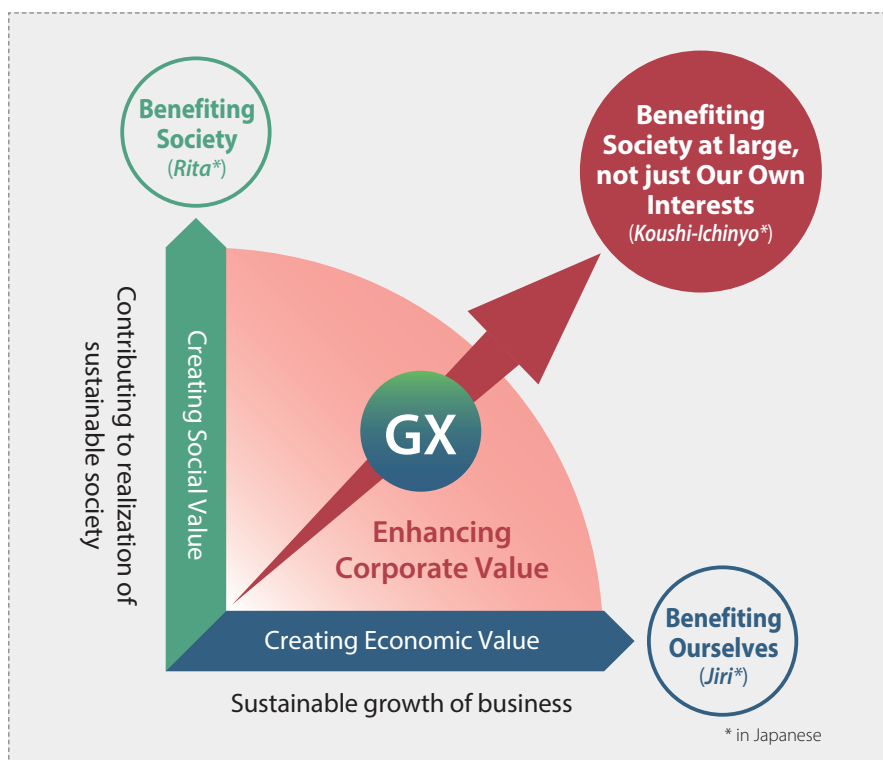 Benefiting
Society
(Rita*)
Benefiting
Society at large,
not just Our Own
Interests
(Koushi-Ichinyo*)
Contributing to realization of
sustainable society
Creating Social Value
GX
Enhancing
Corporate Value
Creating Economic Value
Sustainable growth of business
Benefiting
Ourselves
(Jiri*)
* in Japanese